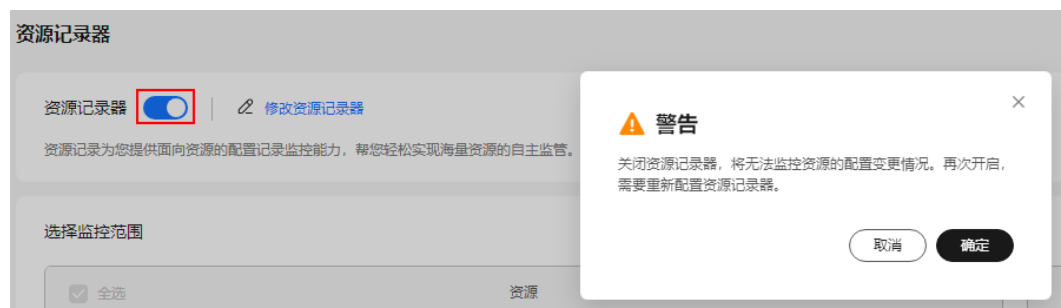 资源记录器
资源记录器
修改资源记录器
资源记录为您提供面向资源的配置记录监控能力，帮您轻松实现海量资源的自主监管。
选择监控范围
全选
资源
警告
关闭资源记录器，将无法监控资源的配置变更情况。再次开启，
需要重新配置资源记录器。
取消
确定